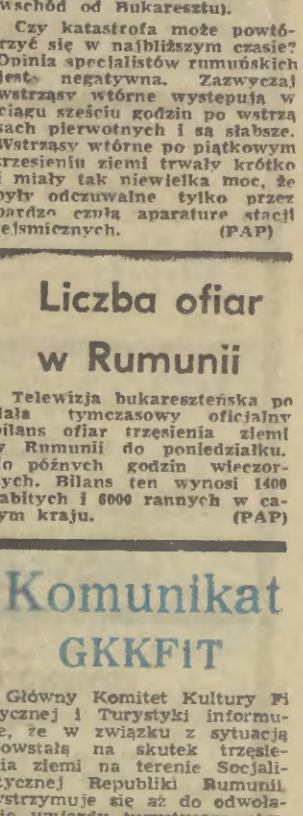 wschód od Bukaresztu).
Czy katastrofa może powtó-
rzyć się w najbliższym czasie?
Opinia specjalistów rumuńskich
jest negatywna. Zazwyczaj
wstrząsy wtórne wystepują w
ciągu sześciu godzin po wstrzą
sach pierwotnych i są słabsze.
Wstrząsy wtórne po piątkowym
trzesieniu ziemi trwały krótko
i miały tak niewielka moc, że
były odczuwalne tylko przez
bardzo czułą aparature stacji
sejsmicznych. (PAP)
Liczba ofiar
w Rumunii
Telewizja bukareszteńska po
dała tymczasowy oficjalny
bilans ofiar trzęsienia ziemi
w Rumunii do poniedziałku.
do późnych godzin wieczor-
nych. Bilans ten wynosi 1400
zabitych i 6000 rannych w ca-
łym kraju. (PAP)
Komunikat
GKKFiT
Główny Komitet Kultury Fi
zycznej i Turystyki informu-
je, że w związku z sytuacją
powstałą na skutek trzęsie-
nia ziemi na terenie Socjali-
tycznej Republiki Rumunii
wstrzymuje się aż do odwoła-